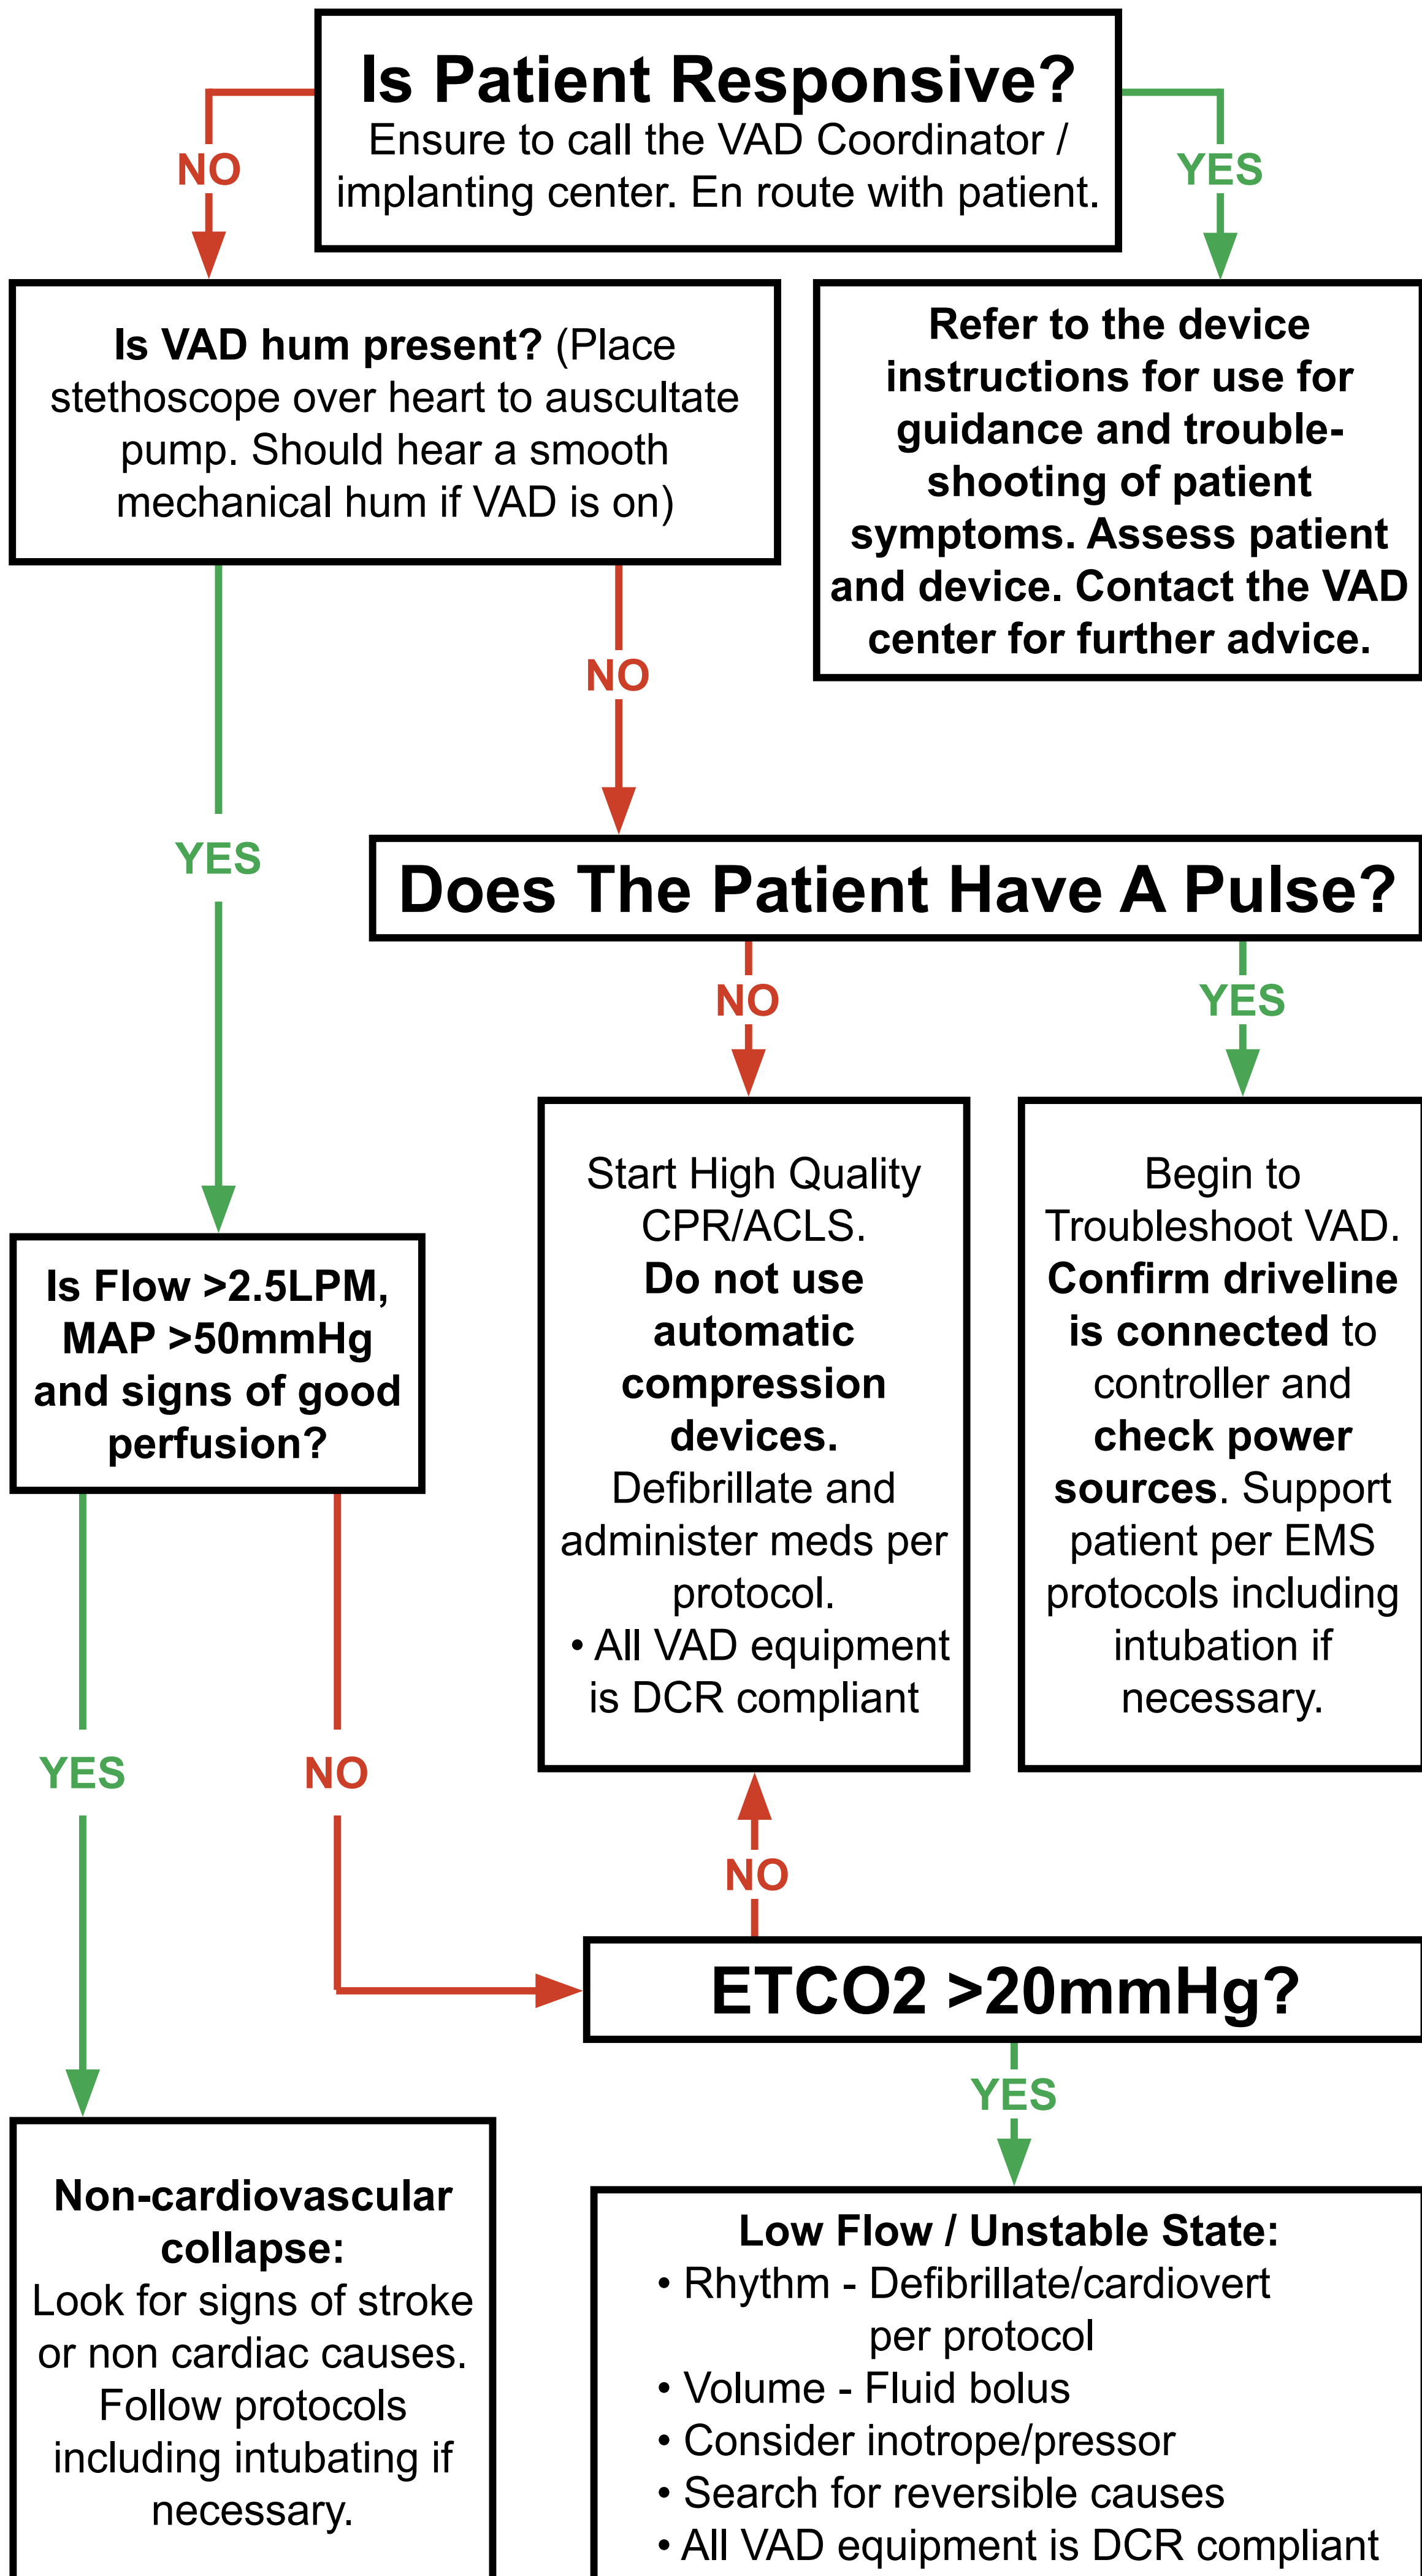 Is Patient Responsive?
Ensure to call the VAD Coordinator /
implanting center. En route with patient.
NO
YES
Is VAD hum present? (Place
stethoscope over heart to auscultate
pump. Should hear a smooth
mechanical hum if VAD is on)
Refer to the device
instructions for use for
guidance and trouble-
shooting of patient
symptoms. Assess patient
and device. Contact the VAD
center for further advice.
NO
YES
Does The Patient Have A Pulse?
NO
YES
Start High Quality
CPR/ACLS.
Do not use
automatic
compression
devices.
Defibrillate and
administer meds per
protocol.
• All VAD equipment
is DCR compliant
Begin to
Troubleshoot VAD.
Confirm driveline
is connected to
controller and
check power
sources. Support
patient per EMS
protocols including
intubation if
necessary.
Is Flow >2.5LPM,
MAP >50mmHg
and signs of good
perfusion?
YES
NO
NO
ETCO2 >20mmHg?
YES
Non-cardiovascular
collapse:
Look for signs of stroke
or non cardiac causes.
Follow protocols
including intubating if
necessary.
Low Flow / Unstable State:
• Rhythm - Defibrillate/cardiovert
per protocol
• Volume - Fluid bolus
• Consider inotrope/pressor
• Search for reversible causes
• All VAD equipment is DCR compliant